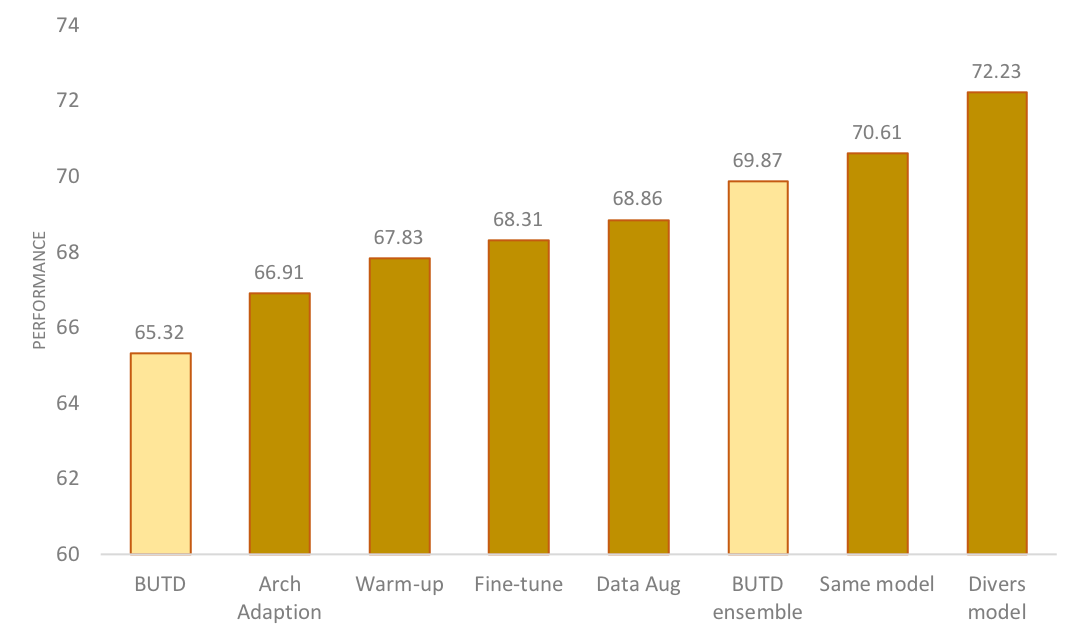 74
72
70
68
66
64
62
60
PERFORMANCE
65.32
66.91
67.83
68.31
68.86
69.87
70.61
72.23
BUTD
Arch
Adaption
Warm-up
Fine-tune
Data Aug
BUTD
ensemble
Same model
Divers
model